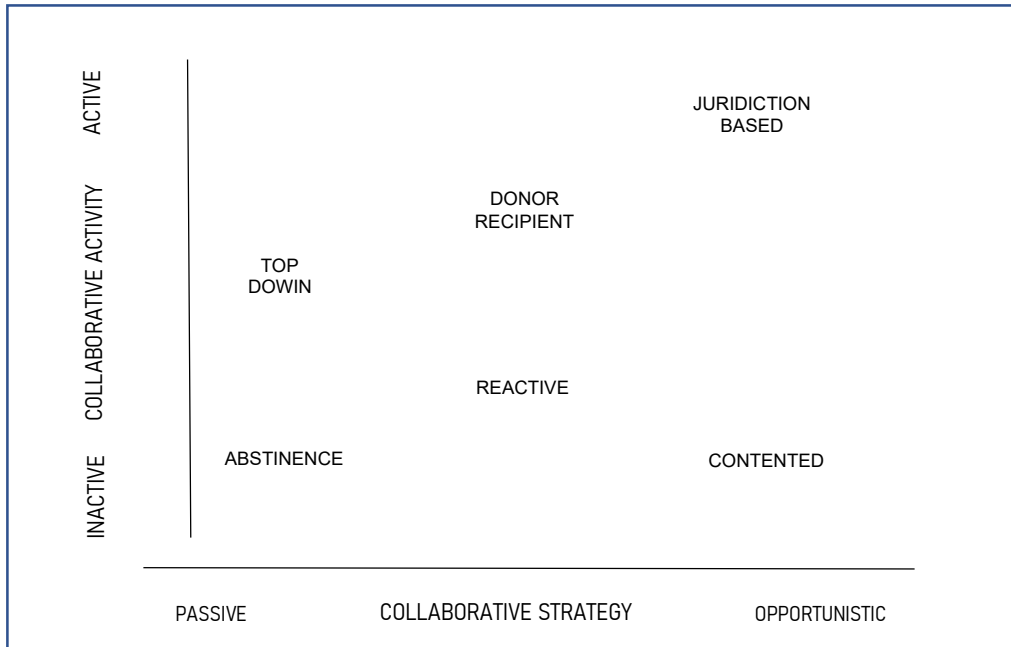 ACTIVE
COLLABORATIVE ACTIVITY
INACTIVE
JURIDICTION
BASED
DONOR
RECIPIENT
TOP
DOWIN
REACTIVE
ABSTINENCE
CONTENTED
PASSIVE
COLLABORATIVE STRATEGY
OPPORTUNISTIC